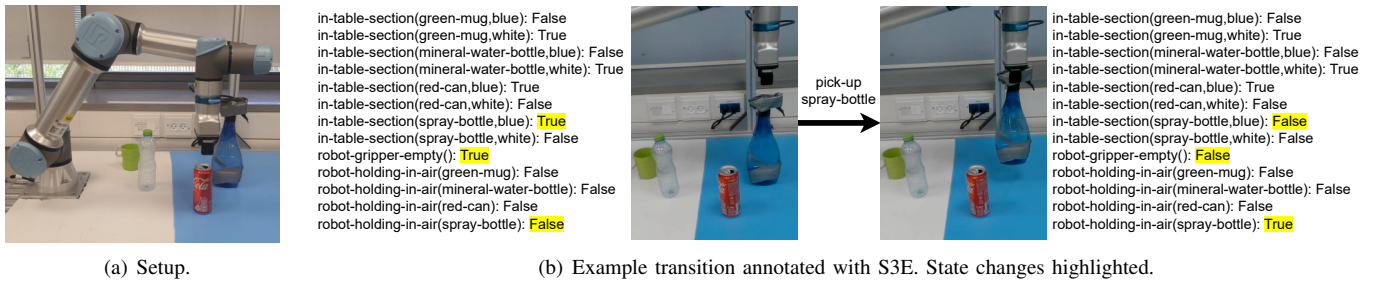 in-table-section(green-mug,blue): False
in-table-section(green-mug,white): True
in-table-section(mineral-water-bottle,blue): False
in-table-section(mineral-water-bottle,white): True
in-table-section(red-can,blue): True
in-table-section(red-can,white): False
in-table-section(spray-bottle,blue): True
in-table-section(spray-bottle,white): False
robot-gripper-empty(): True
robot-holding-in-air(green-mug): False
robot-holding-in-air(mineral-water-bottle): False
robot-holding-in-air(red-can): False
robot-holding-in-air(spray-bottle): False
pick-up
spray-bottle
in-table-section(green-mug,blue): False
in-table-section(green-mug,white): True
in-table-section(mineral-water-bottle,blue): False
in-table-section(mineral-water-bottle,white): True
in-table-section(red-can,blue): True
in-table-section(red-can,white): False
in-table-section(spray-bottle,blue): False
in-table-section(spray-bottle,white): False
robot-gripper-empty(): False
robot-holding-in-air(green-mug): False
robot-holding-in-air(mineral-water-bottle): False
robot-holding-in-air(red-can): False
robot-holding-in-air(spray-bottle): True
(a) Setup.
(b) Example transition annotated with S3E. State changes highlighted.